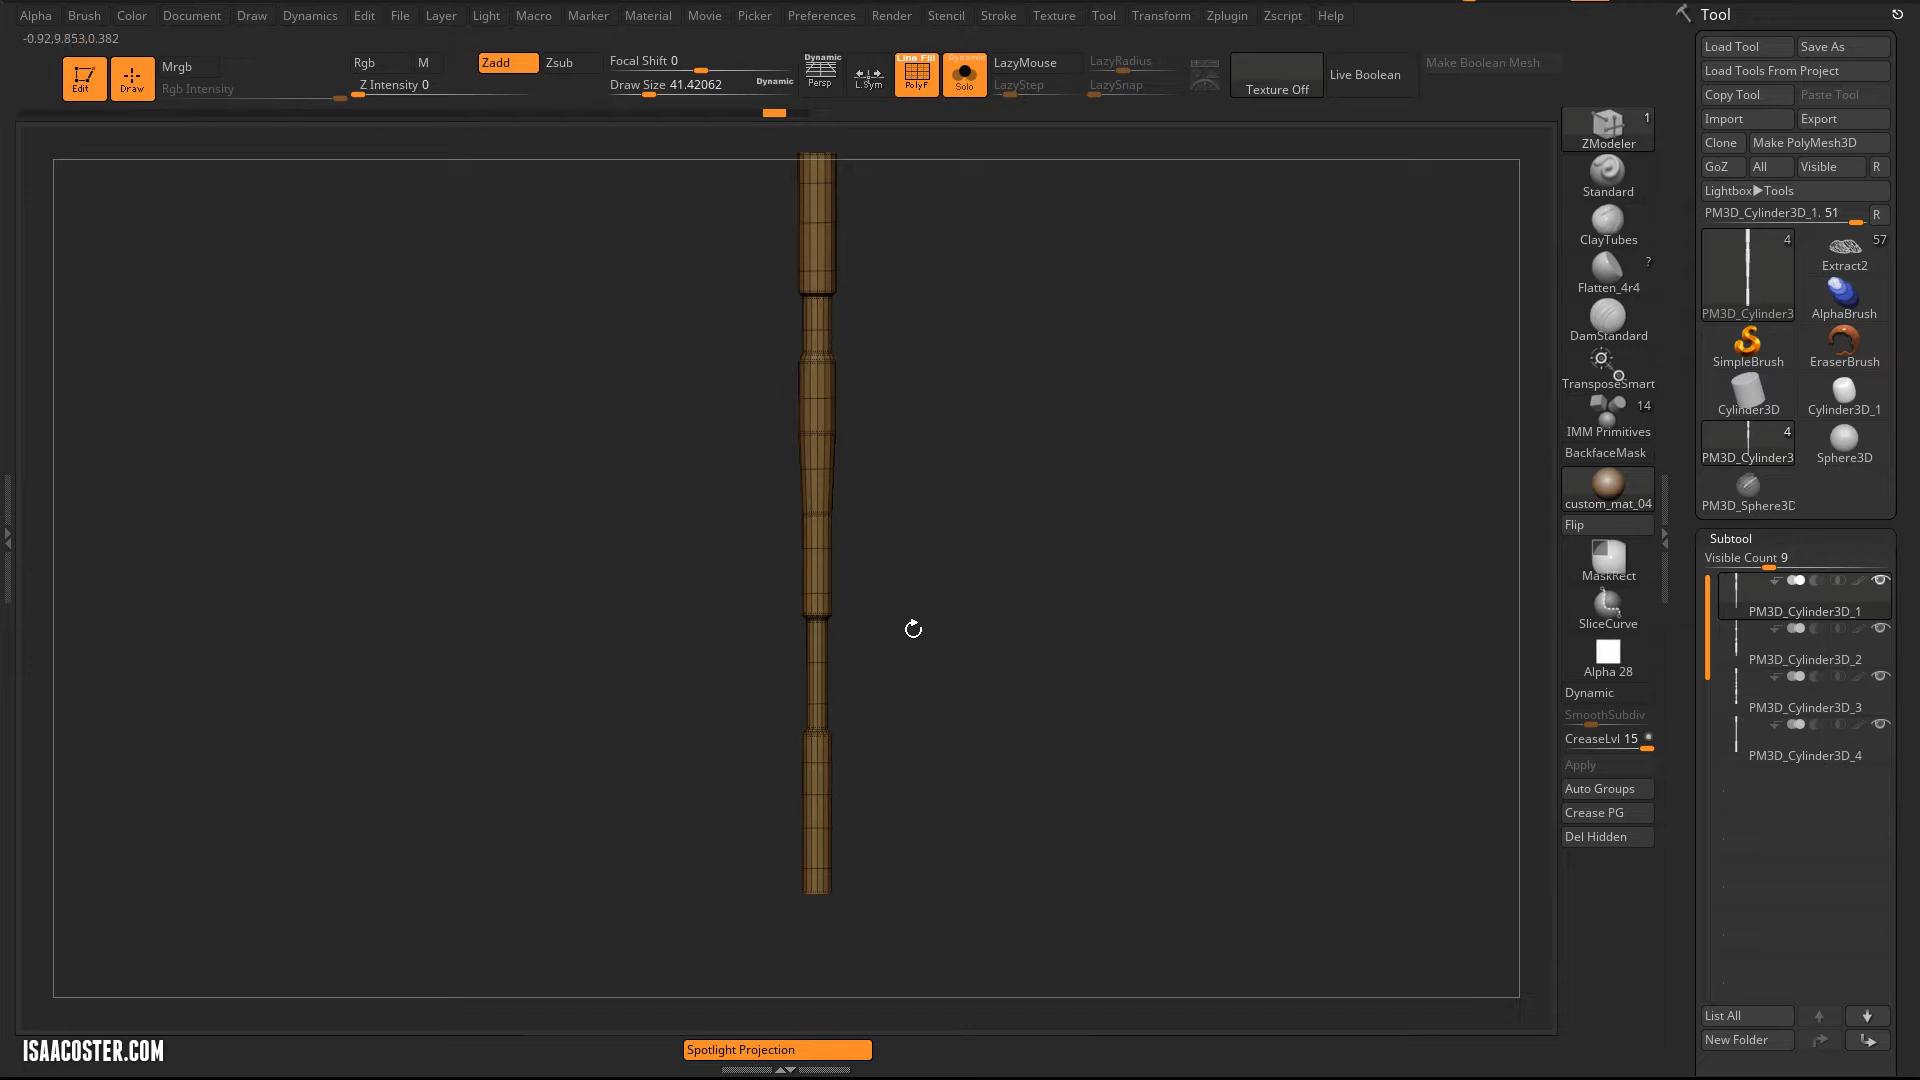 Alpha Brush Color Document Draw Dynamics Edit File Layer Light Macro Marker Material Movie Picker Preferences Render Stencil Stroke Texture Tool Transform Zplugin Zscript Help
-0.92,9.853,0.382
Edit
Draw
Mrgb
Rgb Intensity
Rgb M
Z Intensity 0
Zadd
Zsub
Focal Shift 0
Draw Size 41.42062
Dynamic
Dynamic
Persp
L.Sym
Line Fill
PolyF
Dynamic
Solo
LazyMouse
LazyStep
LazyRadius
LazySnap
Texture Off
Live Boolean
Make Boolean Mesh
1
ZModeler
Standard
ClayTubes
?
Flatten_4r4
DamStandard
TransposeSmart
14
IMM Primitives
BackfaceMask
custom_mat_04
Flip
MaskRect
SliceCurve
Alpha 28
Dynamic
SmoothSubdiv
CreaseLvl 15
Apply
Auto Groups
Crease PG
Del Hidden
Tool
Load Tool Save As
Load Tools From Project
Copy Tool Paste Tool
Import Export
Clone Make PolyMesh3D
GoZ All Visible R
Lightbox▶Tools
PM3D_Cylinder3D_1. 51 R
4 57
Extract2
PM3D_Cylinder3 AlphaBrush
SimpleBrush EraserBrush
Cylinder3D Cylinder3D_1
4
PM3D_Cylinder3 Sphere3D
PM3D_Sphere3D
Subtool
Visible Count 9
PM3D_Cylinder3D_1
PM3D_Cylinder3D_2
PM3D_Cylinder3D_3
PM3D_Cylinder3D_4
List All
New Folder
ISAACOSTER.COM
Spotlight Projection